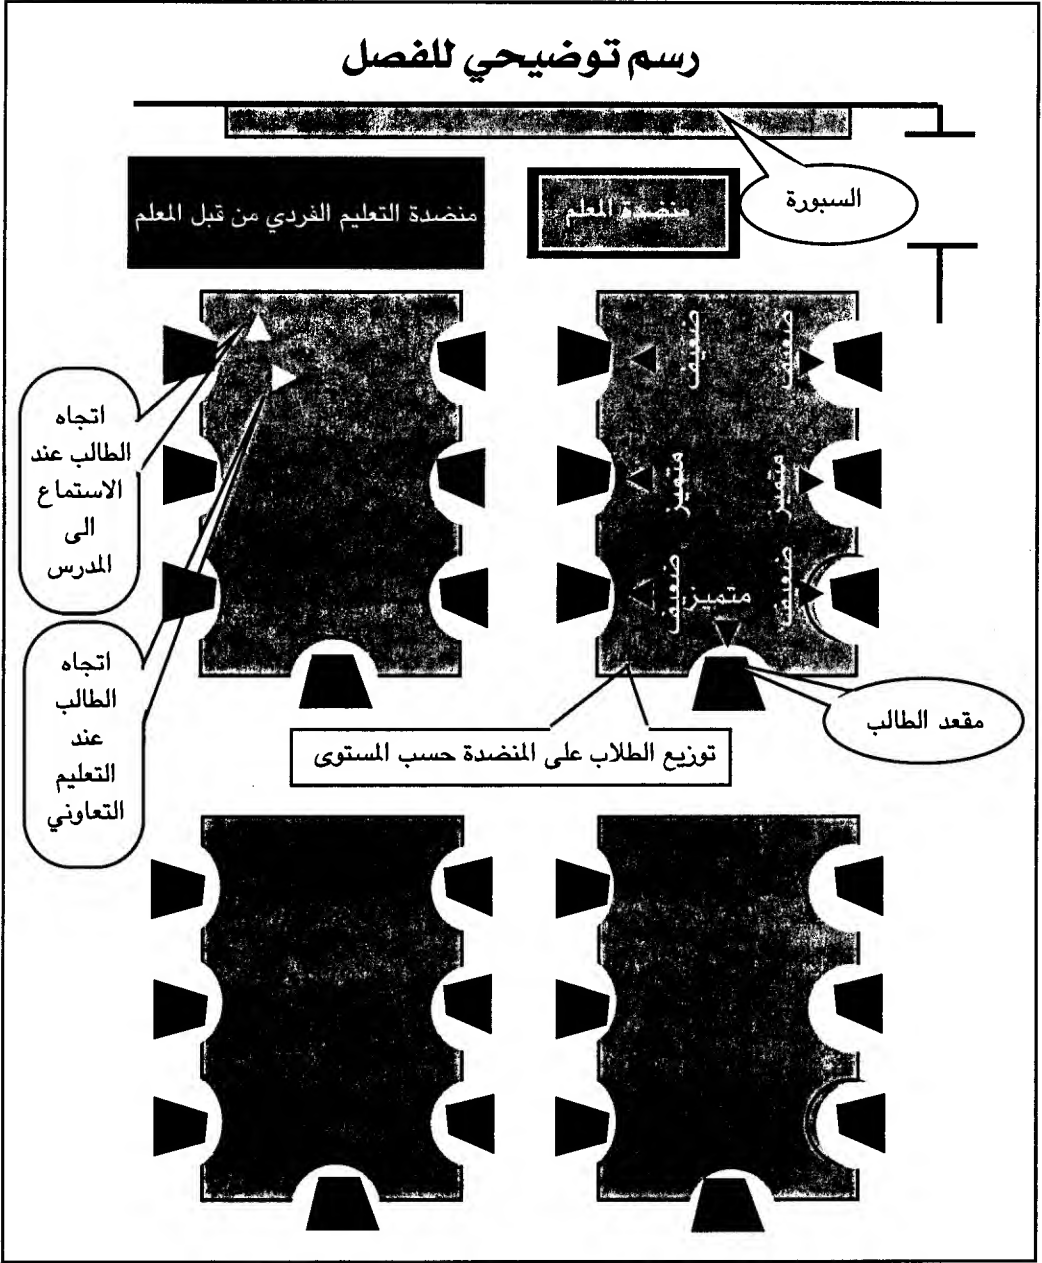 رسم توضيحي للفصل
السبورة
منضدة المعلم
منضدة التعليم الفردي من قبل المعلم
ضعيف
ضعيف
متميز
متميز
ضعيف
ضعيف
متميز
اتجاه
الطالب عند
الاستماع
الى
المدرس
اتجاه
الطالب
عند
التعليم
التعاوني
مقعد الطالب
توزيع الطلاب على المنضدة حسب المستوى